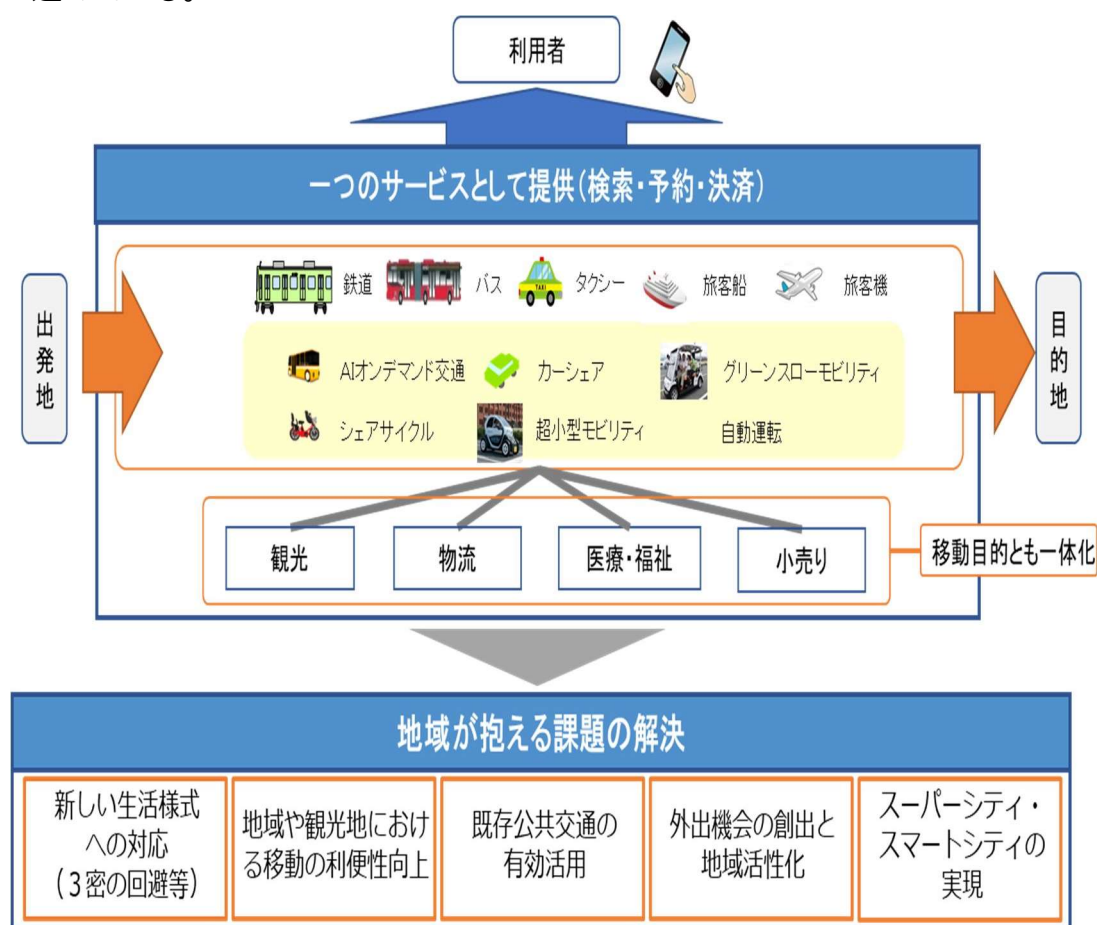 利用者
一つのサービスとして提供(検索・予約・決済)
出発地
鉄道 バス タクシー 旅客船 旅客機
TAXI
AIオンデマンド交通 カーシェア グリーンスローモビリティ
シェアサイクル 超小型モビリティ 自動運転
目的地
観光 物流 医療・福祉 小売り
移動目的とも一体化
地域が抱える課題の解決
新しい生活様式
への対応
(3密の回避等)
地域や観光地におけ
る移動の利便性向上
既存公共交通の
有効活用
外出機会の創出と
地域活性化
スーパーシティ・
スマートシティの
実現